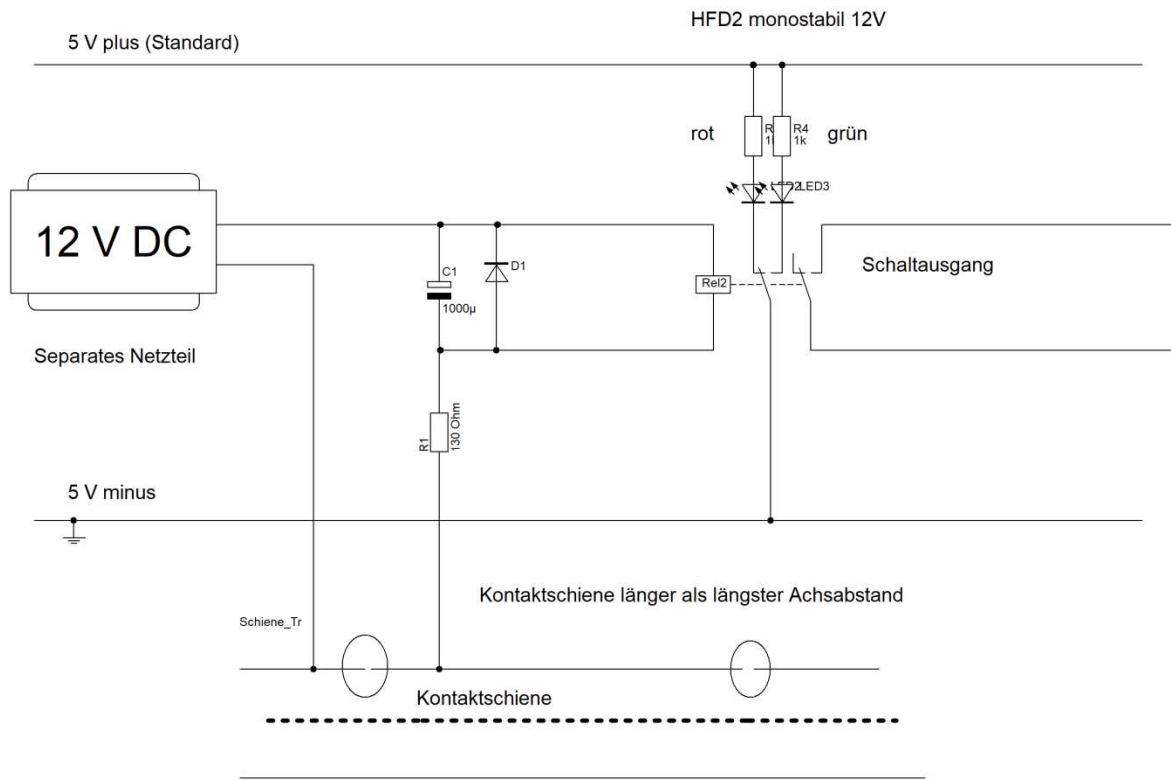 HFD2 monostabil 12V
5 V plus (Standard)
rot
R4
1k
grün
LED3
12 V DC
C1
1000µ
D1
Rel2
Schaltausgang
Separates Netzteil
R1
130 Ohm
5 V minus
Kontaktschiene länger als längster Achsabstand
Schiene_Tr
Kontaktschiene